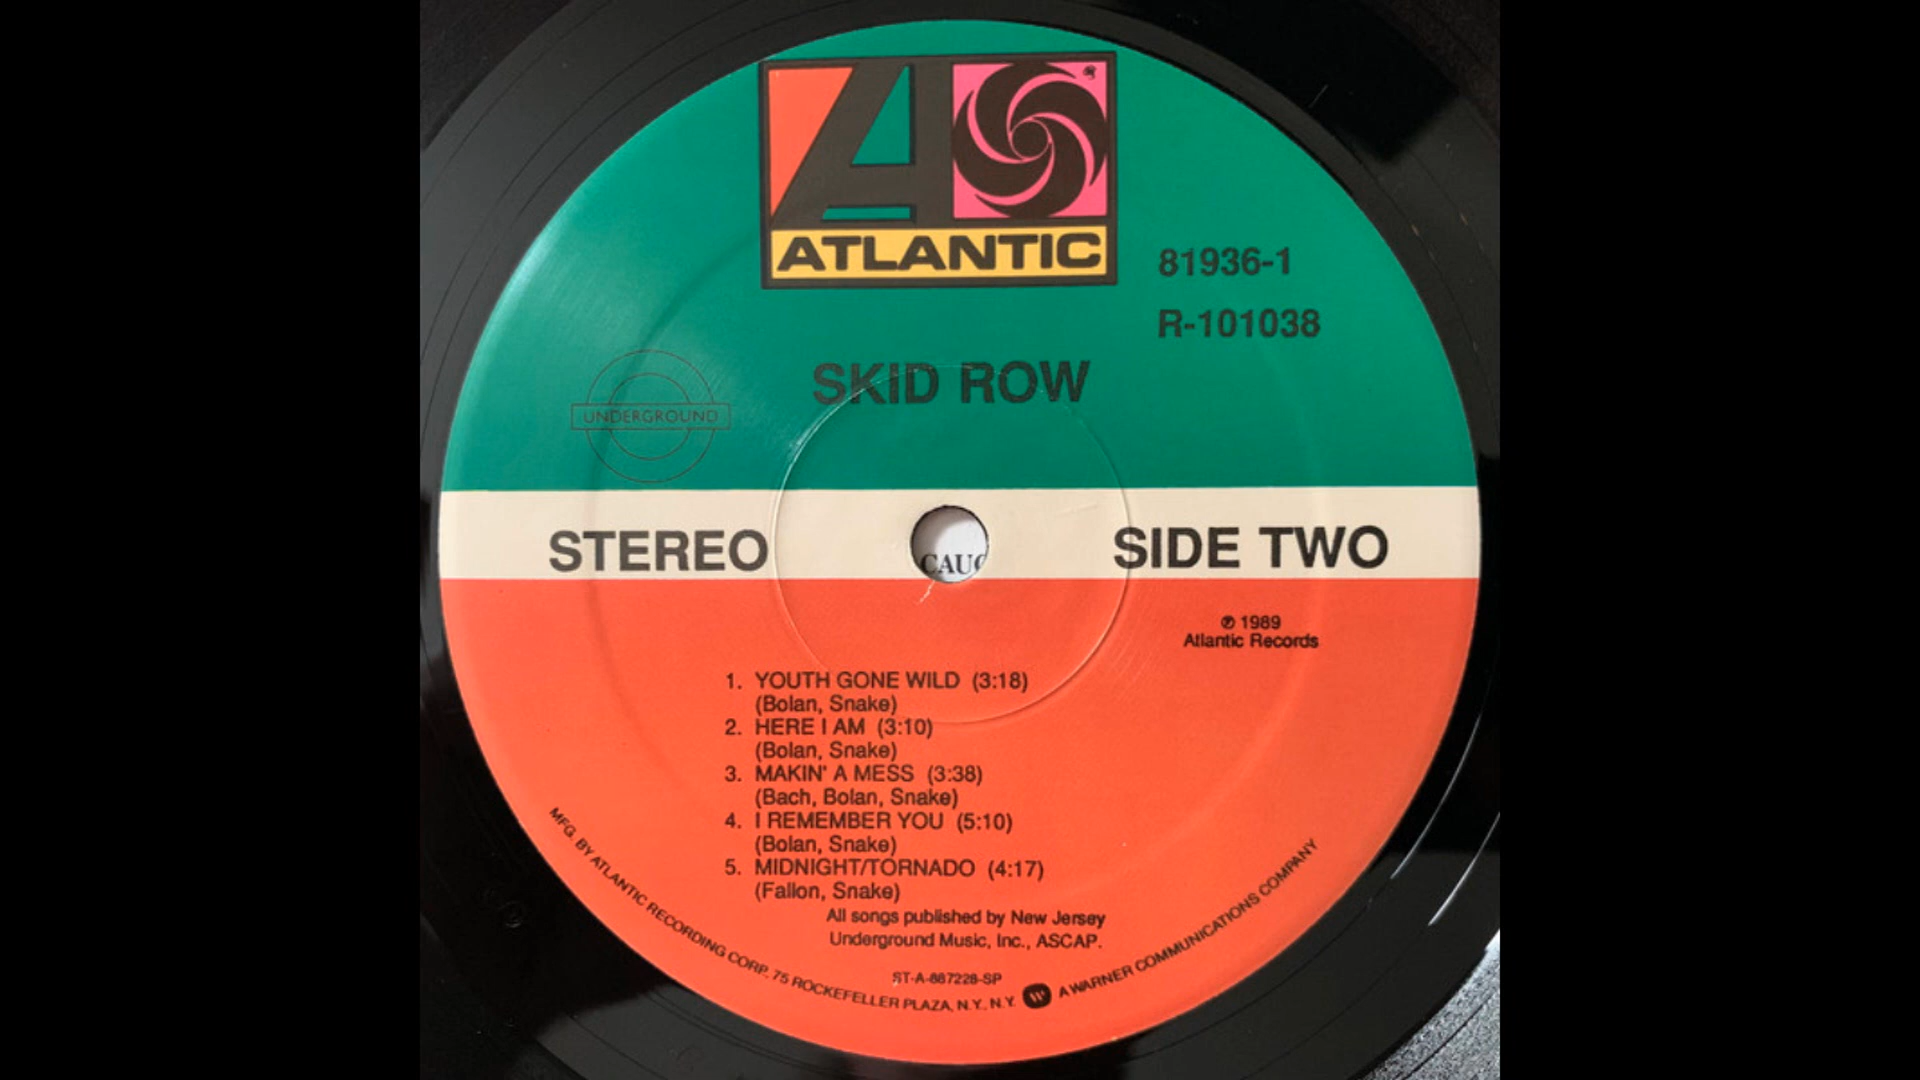 ATLANTIC
81936-1
R-101038
SKID ROW
UNDERGROUND
STEREO
SIDE TWO
CAUC
℗ 1989
Atlantic Records
1. YOUTH GONE WILD (3:18)
(Bolan, Snake)
2. HERE I AM (3:10)
(Bolan, Snake)
3. MAKIN' A MESS (3:38)
(Bach, Bolan, Snake)
4. I REMEMBER YOU (5:10)
(Bolan, Snake)
5. MIDNIGHT/TORNADO (4:17)
(Fallon, Snake)
All songs published by New Jersey
Underground Music, Inc., ASCAP.
ST-A-887228-SP
MFG. BY ATLANTIC RECORDING CORP. 75 ROCKEFELLER PLAZA, N.Y., N.Y. A WARNER COMMUNICATIONS COMPANY